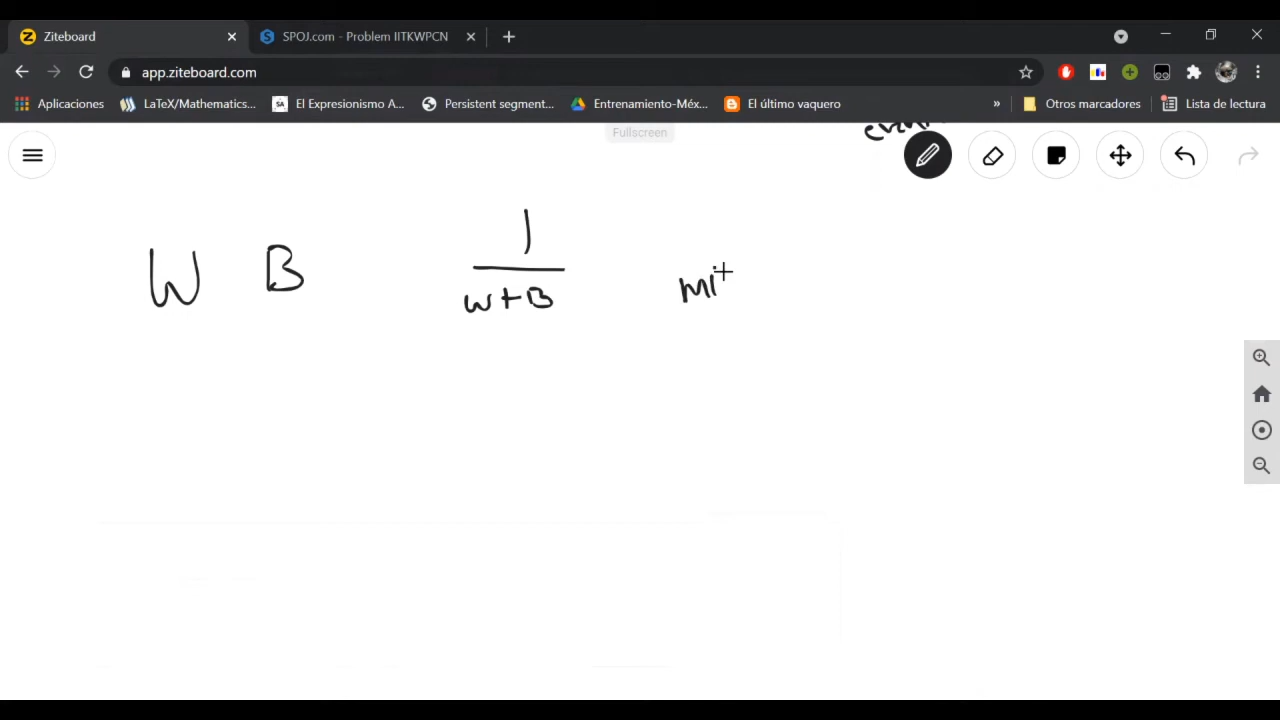 Ziteboard
SPOJ.com - Problem IITKWPCN
app.ziteboard.com
Aplicaciones
LaTeX/Mathematics...
El Expresionismo A...
Persistent segment...
Entrenamiento-Méx...
El último vaquero
»
Otros marcadores
Lista de lectura
Fullscreen
W B
1
W+B